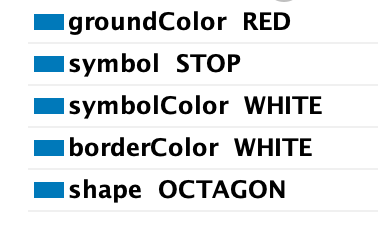 groundColor RED
symbol STOP
symbolColor WHITE
borderColor WHITE
shape OCTAGON